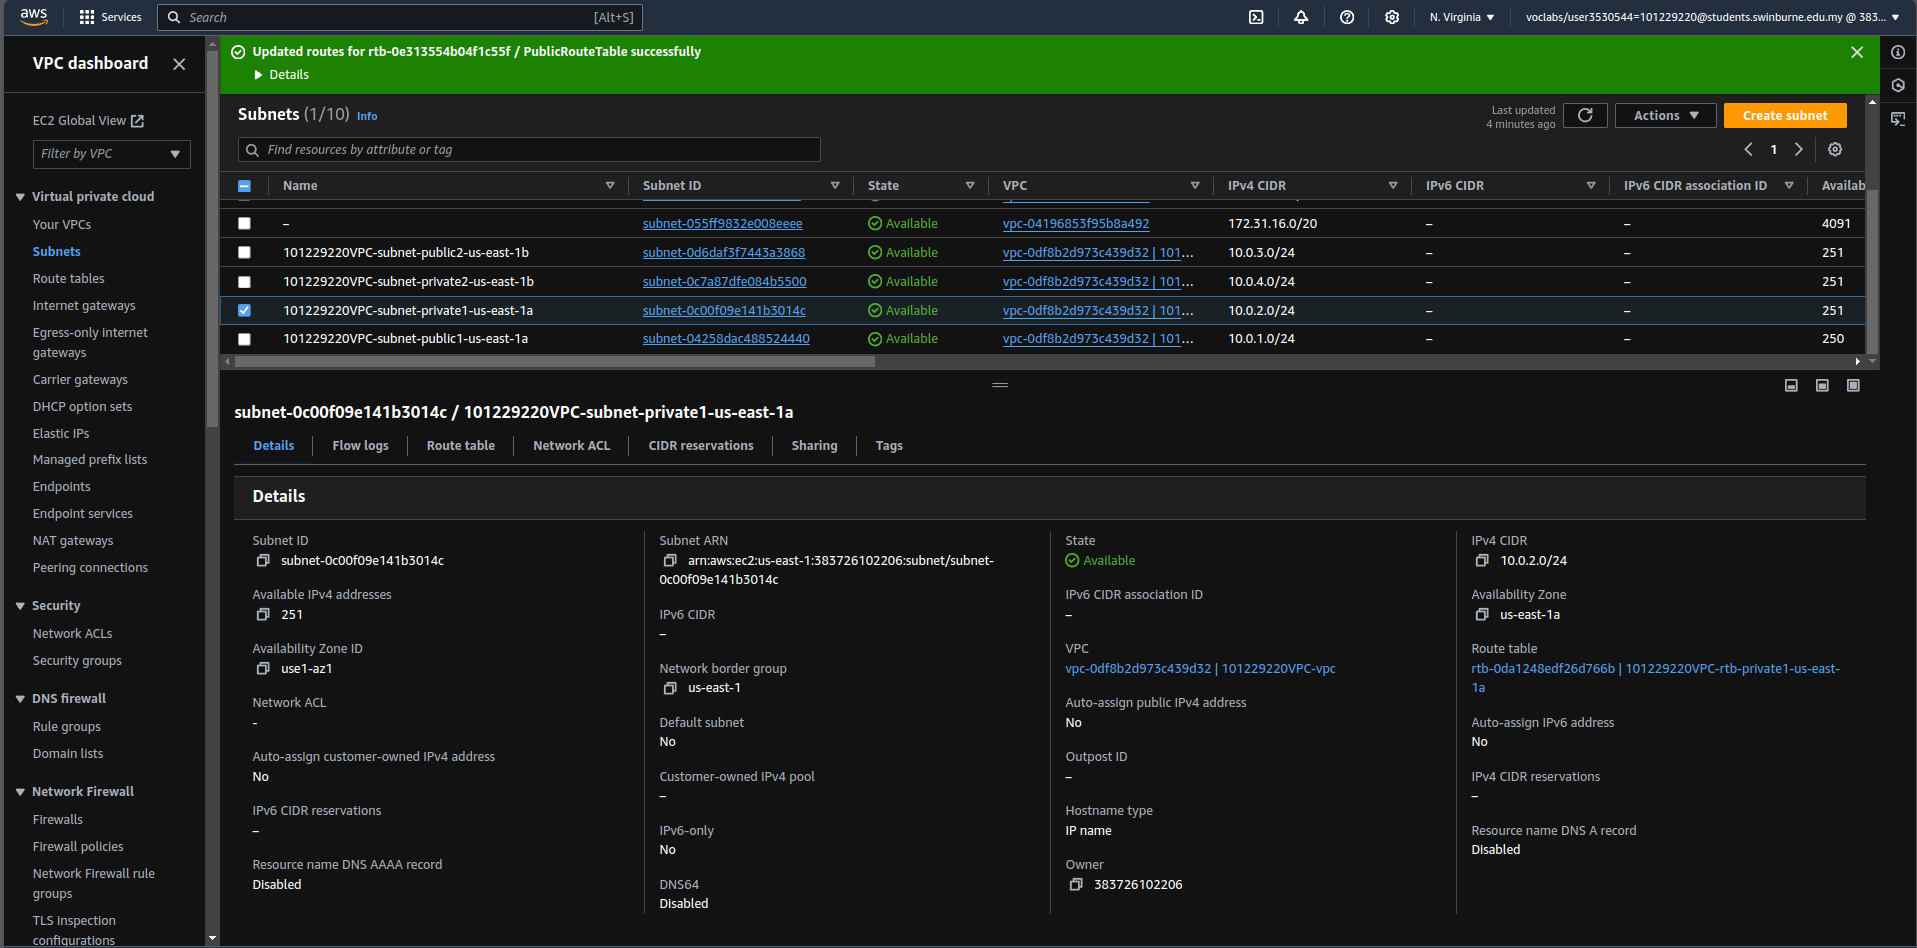 aws Services Search [Alt+S] N. Virginia voclabs/user3530544=101229220@students.swinburne.edu.my @ 383...
VPC dashboard
EC2 Global View
Filter by VPC
Virtual private cloud
Your VPCs
Subnets
Route tables
Internet gateways
Egress-only internet
gateways
Carrier gateways
DHCP option sets
Elastic IPs
Managed prefix lists
Endpoints
Endpoint services
NAT gateways
Peering connections
Security
Network ACLs
Security groups
DNS firewall
Rule groups
Domain lists
Network Firewall
Firewalls
Firewall policies
Network Firewall rule
groups
TLS inspection
configurations
Updated routes for rtb-0e313554b04f1c55f / PublicRouteTable successfully
Details
Subnets (1/10) Info
Last updated
4 minutes ago
Actions
Create subnet
Find resources by attribute or tag
1
Name Subnet ID State VPC IPv4 CIDR IPv6 CIDR IPv6 CIDR association ID Availab
– subnet-055ff9832e008eeee Available vpc-04196853f95b8a492 172.31.16.0/20 – – 4091
101229220VPC-subnet-public2-us-east-1b subnet-0d6daf3f7443a3868 Available vpc-0df8b2d973c439d32 | 101... 10.0.3.0/24 – – 251
101229220VPC-subnet-private2-us-east-1b subnet-0c7a87dfe084b5500 Available vpc-0df8b2d973c439d32 | 101... 10.0.4.0/24 – – 251
101229220VPC-subnet-private1-us-east-1a subnet-0c00f09e141b3014c Available vpc-0df8b2d973c439d32 | 101... 10.0.2.0/24 – – 251
101229220VPC-subnet-public1-us-east-1a subnet-04258dac488524440 Available vpc-0df8b2d973c439d32 | 101... 10.0.1.0/24 – – 250
subnet-0c00f09e141b3014c / 101229220VPC-subnet-private1-us-east-1a
Details Flow logs Route table Network ACL CIDR reservations Sharing Tags
Details
Subnet ID
subnet-0c00f09e141b3014c
Available IPv4 addresses
251
Availability Zone ID
use1-az1
Network ACL
-
Auto-assign customer-owned IPv4 address
No
IPv6 CIDR reservations
–
Resource name DNS AAAA record
Disabled
Subnet ARN
arn:aws:ec2:us-east-1:383726102206:subnet/subnet-
0c00f09e141b3014c
IPv6 CIDR
–
Network border group
us-east-1
Default subnet
No
Customer-owned IPv4 pool
–
IPv6-only
No
DNS64
Disabled
State
Available
IPv6 CIDR association ID
–
VPC
vpc-0df8b2d973c439d32 | 101229220VPC-vpc
Auto-assign public IPv4 address
No
Outpost ID
–
Hostname type
IP name
Owner
383726102206
IPv4 CIDR
10.0.2.0/24
Availability Zone
us-east-1a
Route table
rtb-0da1248edf26d766b | 101229220VPC-rtb-private1-us-east-
1a
Auto-assign IPv6 address
No
IPv4 CIDR reservations
–
Resource name DNS A record
Disabled